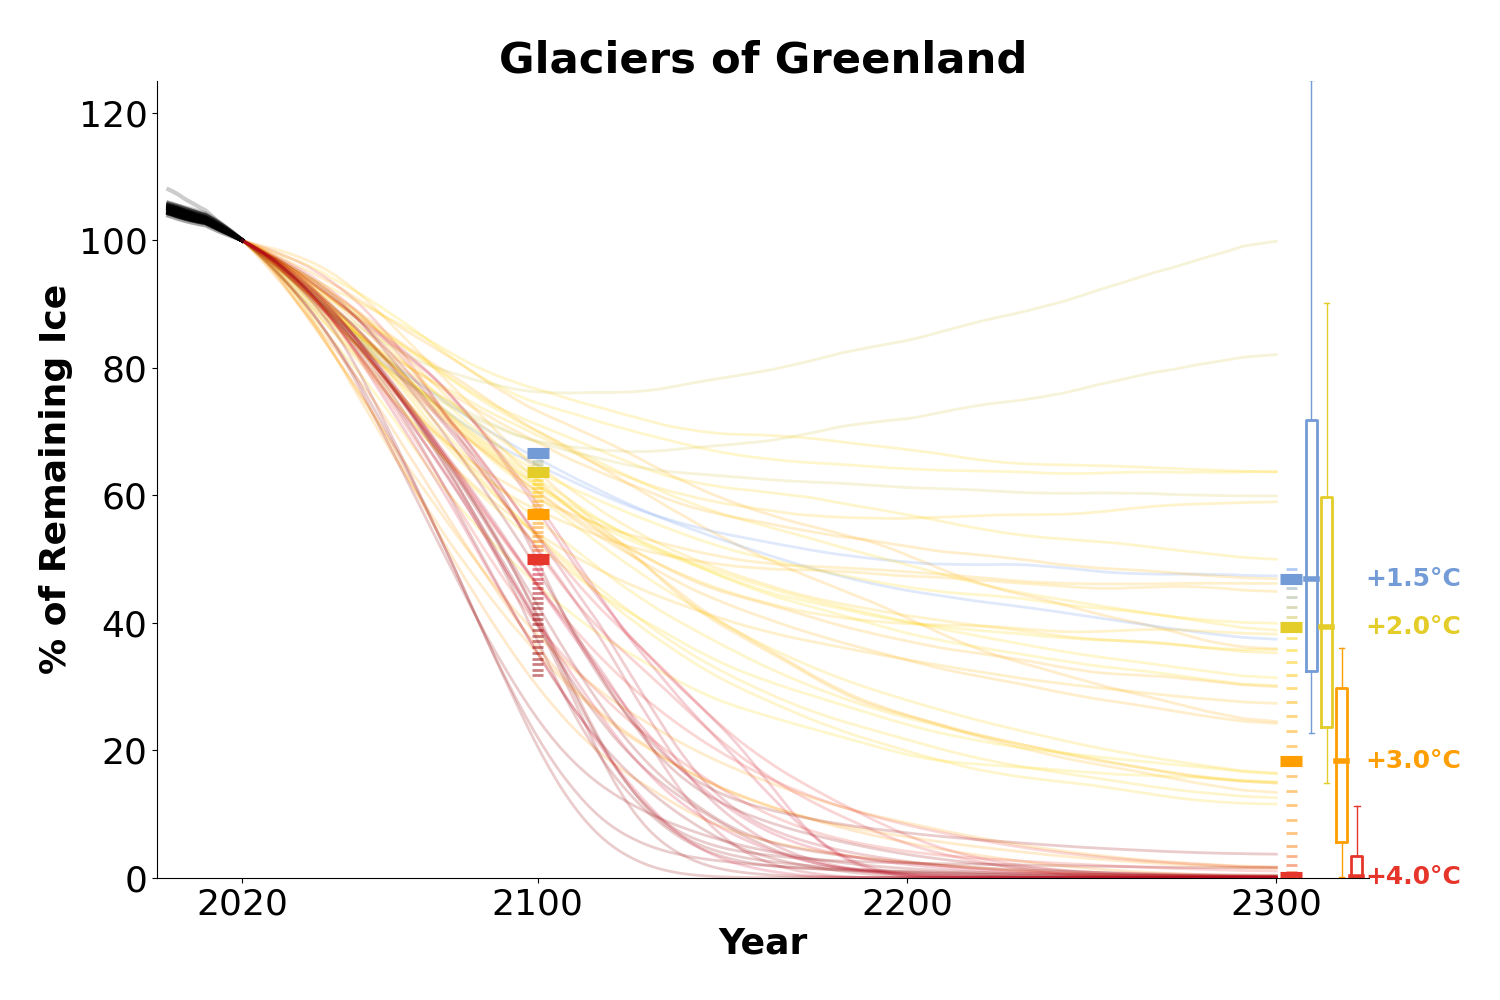 Glaciers of Greenland
% of Remaining Ice
120
100
80
60
40
20
0
+1.5°C
+2.0°C
+3.0°C
+4.0°C
2020 2100 2200 2300
Year